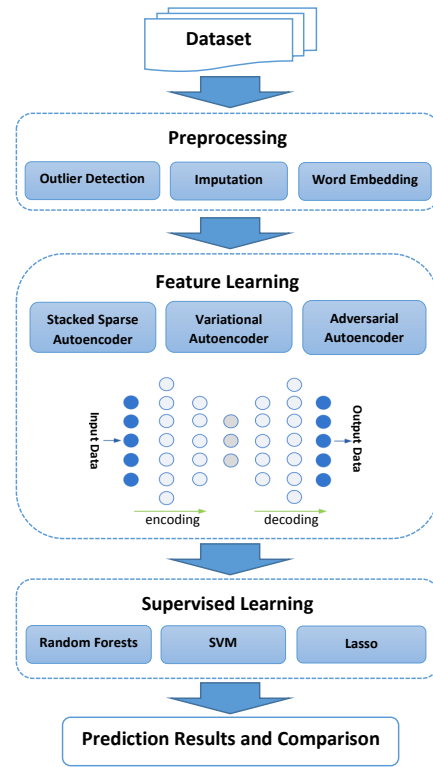 Dataset
Preprocessing
Outlier Detection
Imputation
Word Embedding
Feature Learning
Stacked Sparse
Autoencoder
Variational
Autoencoder
Adversarial
Autoencoder
Input Data
Output Data
encoding
decoding
Supervised Learning
Random Forests
SVM
Lasso
Prediction Results and Comparison